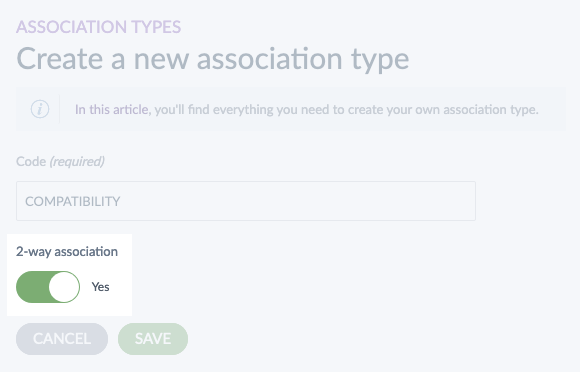 ASSOCIATION TYPES
Create a new association type
i In this article, you'll find everything you need to create your own association type.
Code (required)
COMPATIBILITY
2-way association
Yes
CANCEL SAVE